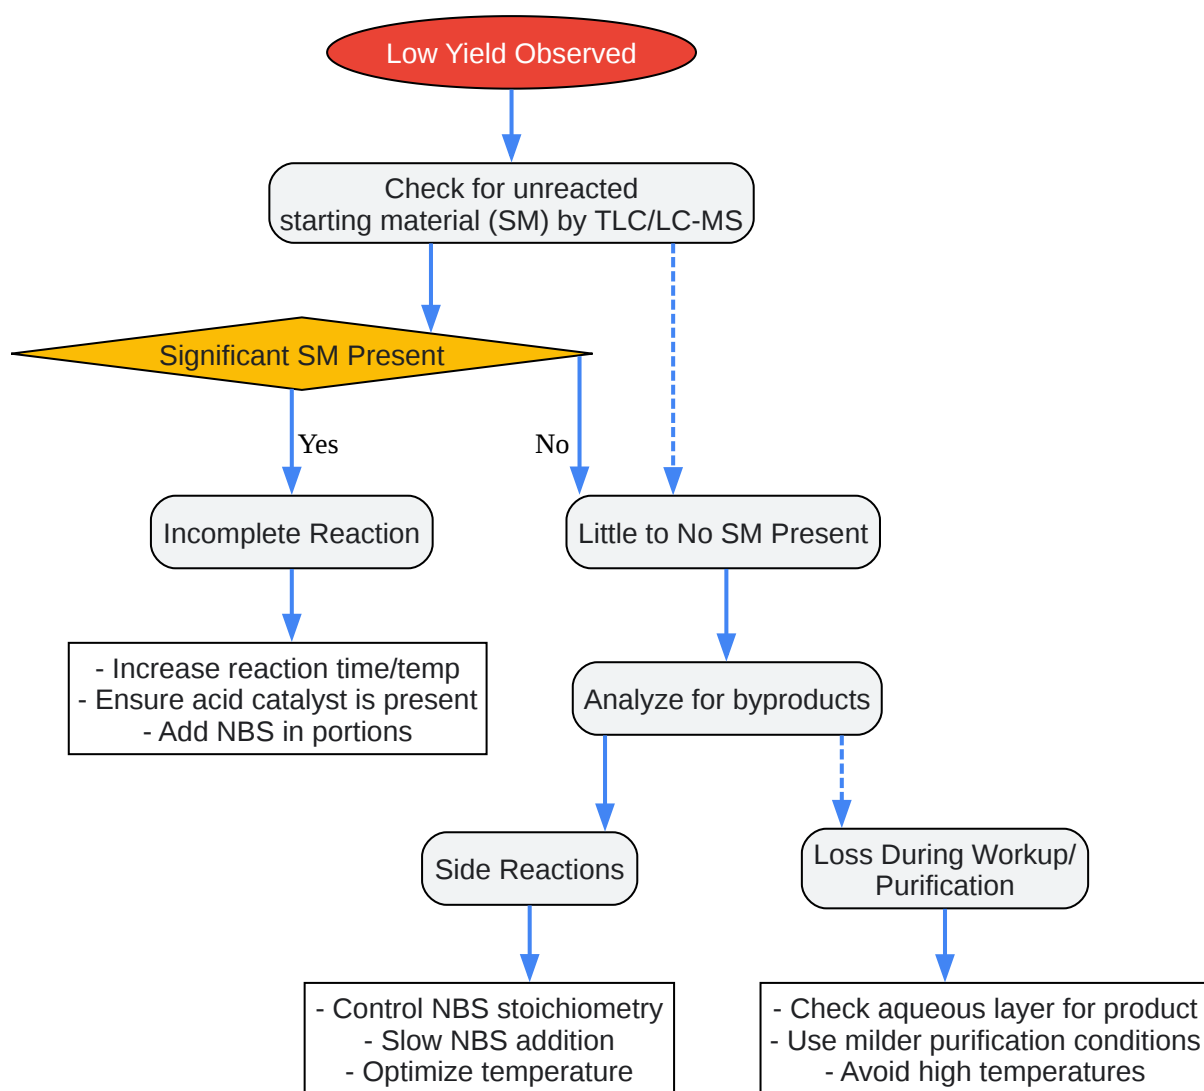 Low Yield Observed
Check for unreacted
starting material (SM) by TLC/LC-MS
Significant SM Present
Yes
No
Incomplete Reaction
Little to No SM Present
- Increase reaction time/temp
- Ensure acid catalyst is present
- Add NBS in portions
Analyze for byproducts
Side Reactions
Loss During Workup/
Purification
- Control NBS stoichiometry
- Slow NBS addition
- Optimize temperature
- Check aqueous layer for product
- Use milder purification conditions
- Avoid high temperatures